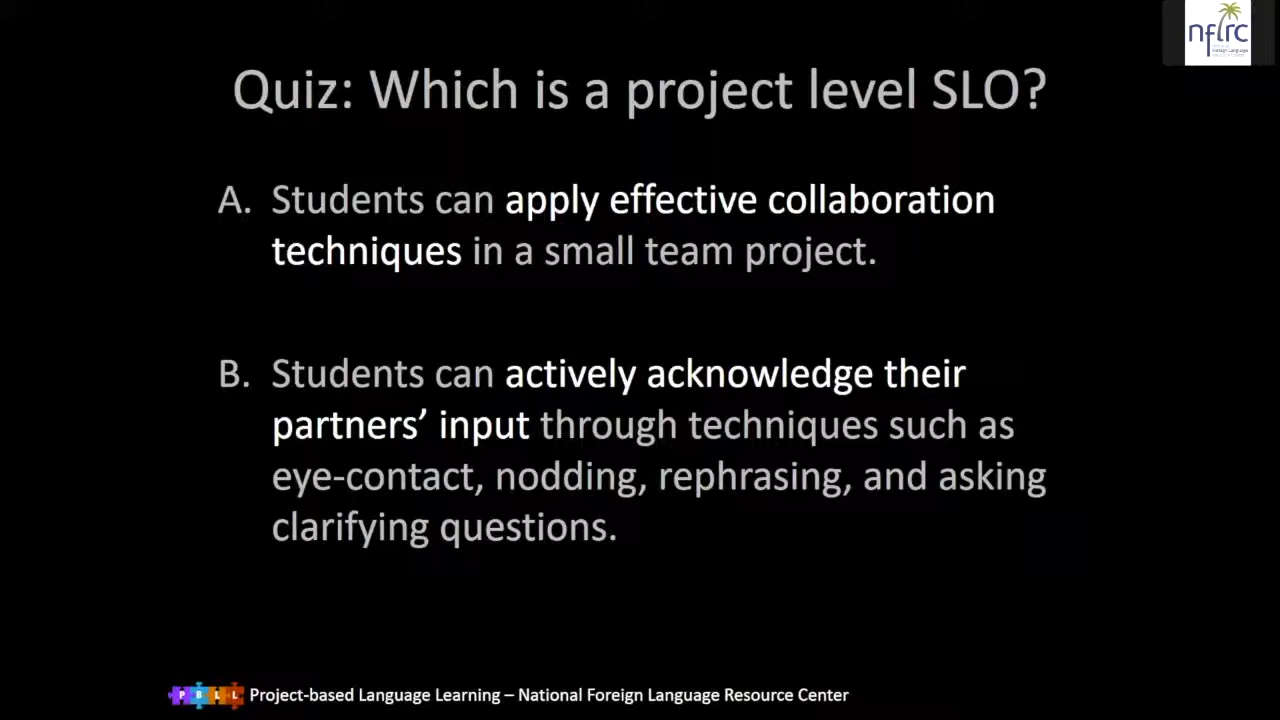 nflrc
Foreign Language
Quiz: Which is a project level SLO?
A. Students can apply effective collaboration
techniques in a small team project.
B. Students can actively acknowledge their
partners’ input through techniques such as
eye-contact, nodding, rephrasing, and asking
clarifying questions.
P B L L Project-based Language Learning – National Foreign Language Resource Center